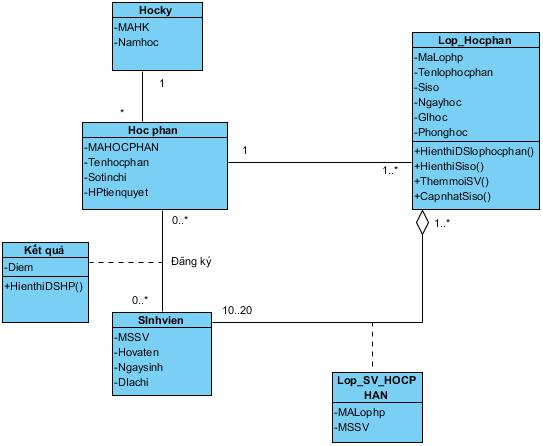 Hocky
-MAHK
-Namhoc
1
*
Hoc phan
-MAHOCPHAN
-Tenhocphan
-Sotinchi
-HPtienquyet
1
1..*
Lop_Hocphan
-MaLophp
-Tenlophocphan
-Siso
-Ngayhoc
-GIhoc
-Phonghoc
+HienthiDSlophocphan()
+HienthiSiso()
+ThemmoiSV()
+CapnhatSiso()
0..*
1..*
Kết quả
-Diem
+HienthiDSHP()
Đăng ký
0..*
10..20
SInhvien
-MSSV
-Hovaten
-Ngaysinh
-DIachi
Lop_SV_HOCP
HAN
-MALophp
-MSSV